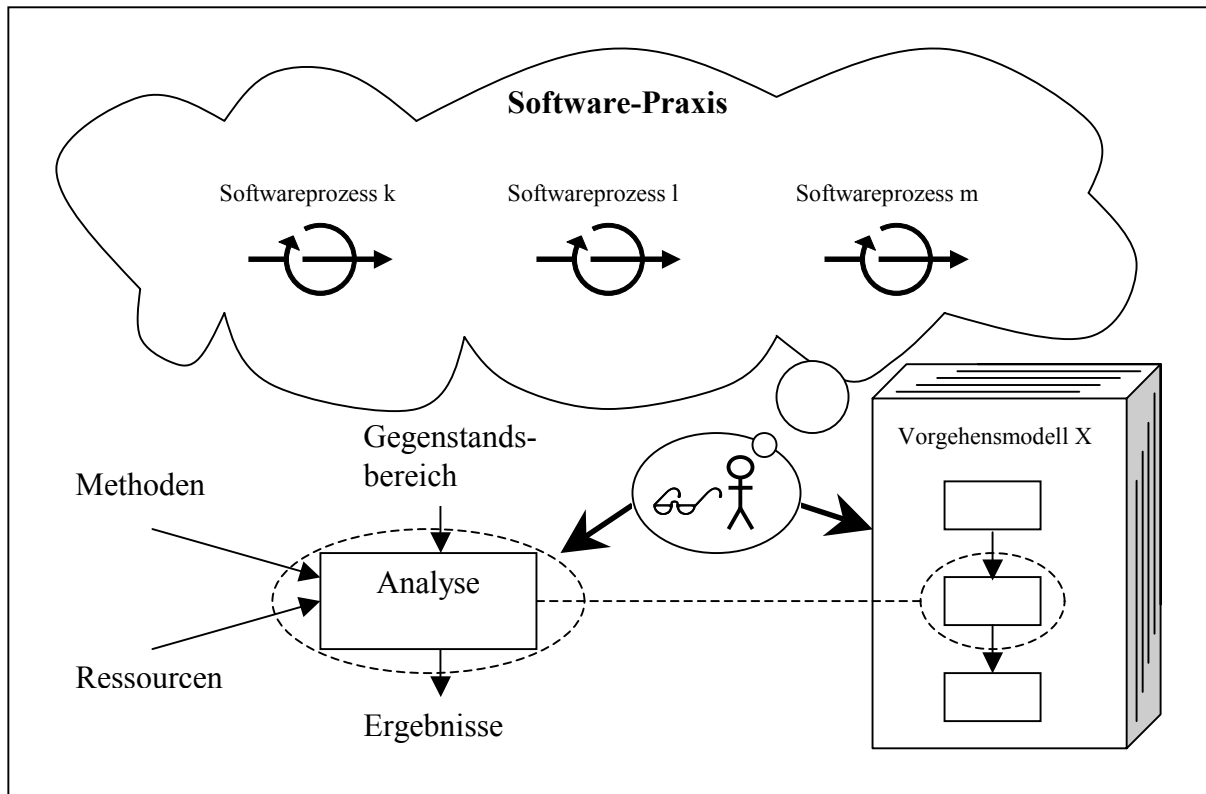 Software-Praxis
Softwareprozess k
Softwareprozess l
Softwareprozess m
Vorgehensmodell X
Gegenstands-
bereich
Methoden
Analyse
Ressourcen
Ergebnisse